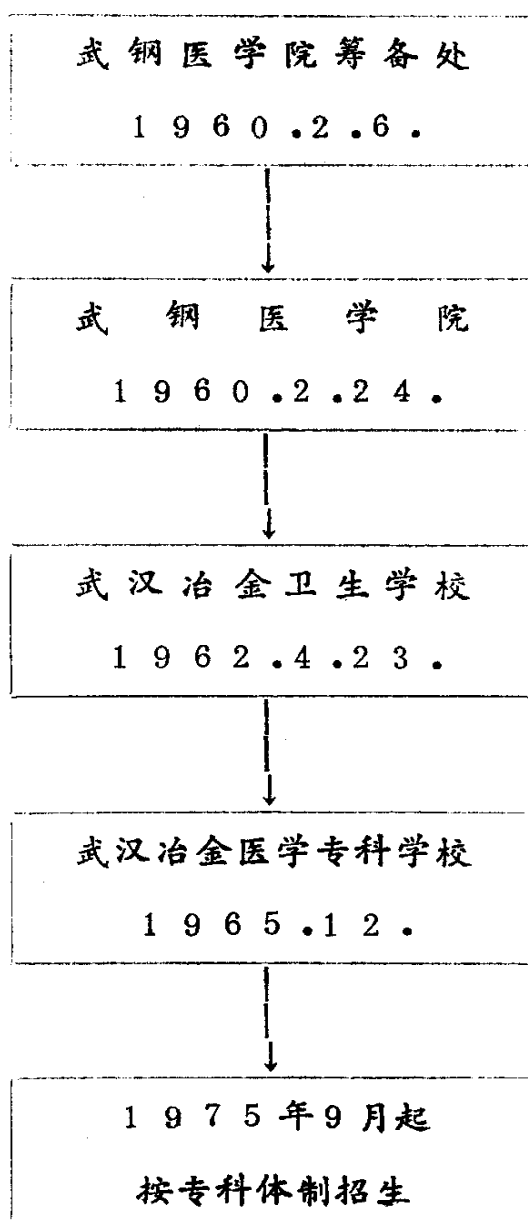 武钢医学院筹备处
1960.2.6.
武钢医学院
1960.2.24.
武汉冶金卫生学校
1962.4.23.
武汉冶金医学专科学校
1965.12.
1975年9月起
按专科体制招生